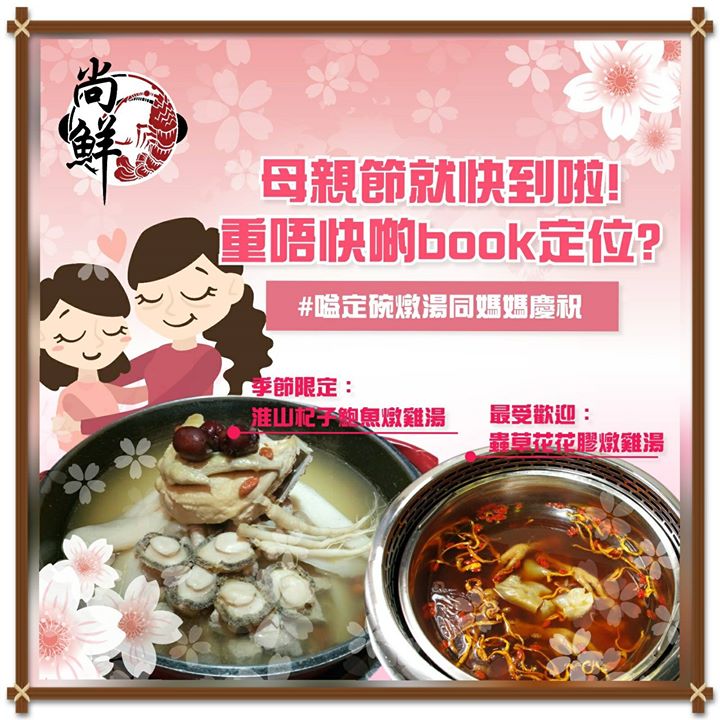 尚鮮
母親節就快到啦!
重唔快啲book定位?
#嗌定碗燉湯同媽媽慶祝
季節限定：
淮山杞子鮑魚燉雞湯
最受歡迎：
蟲草花花膠燉雞湯